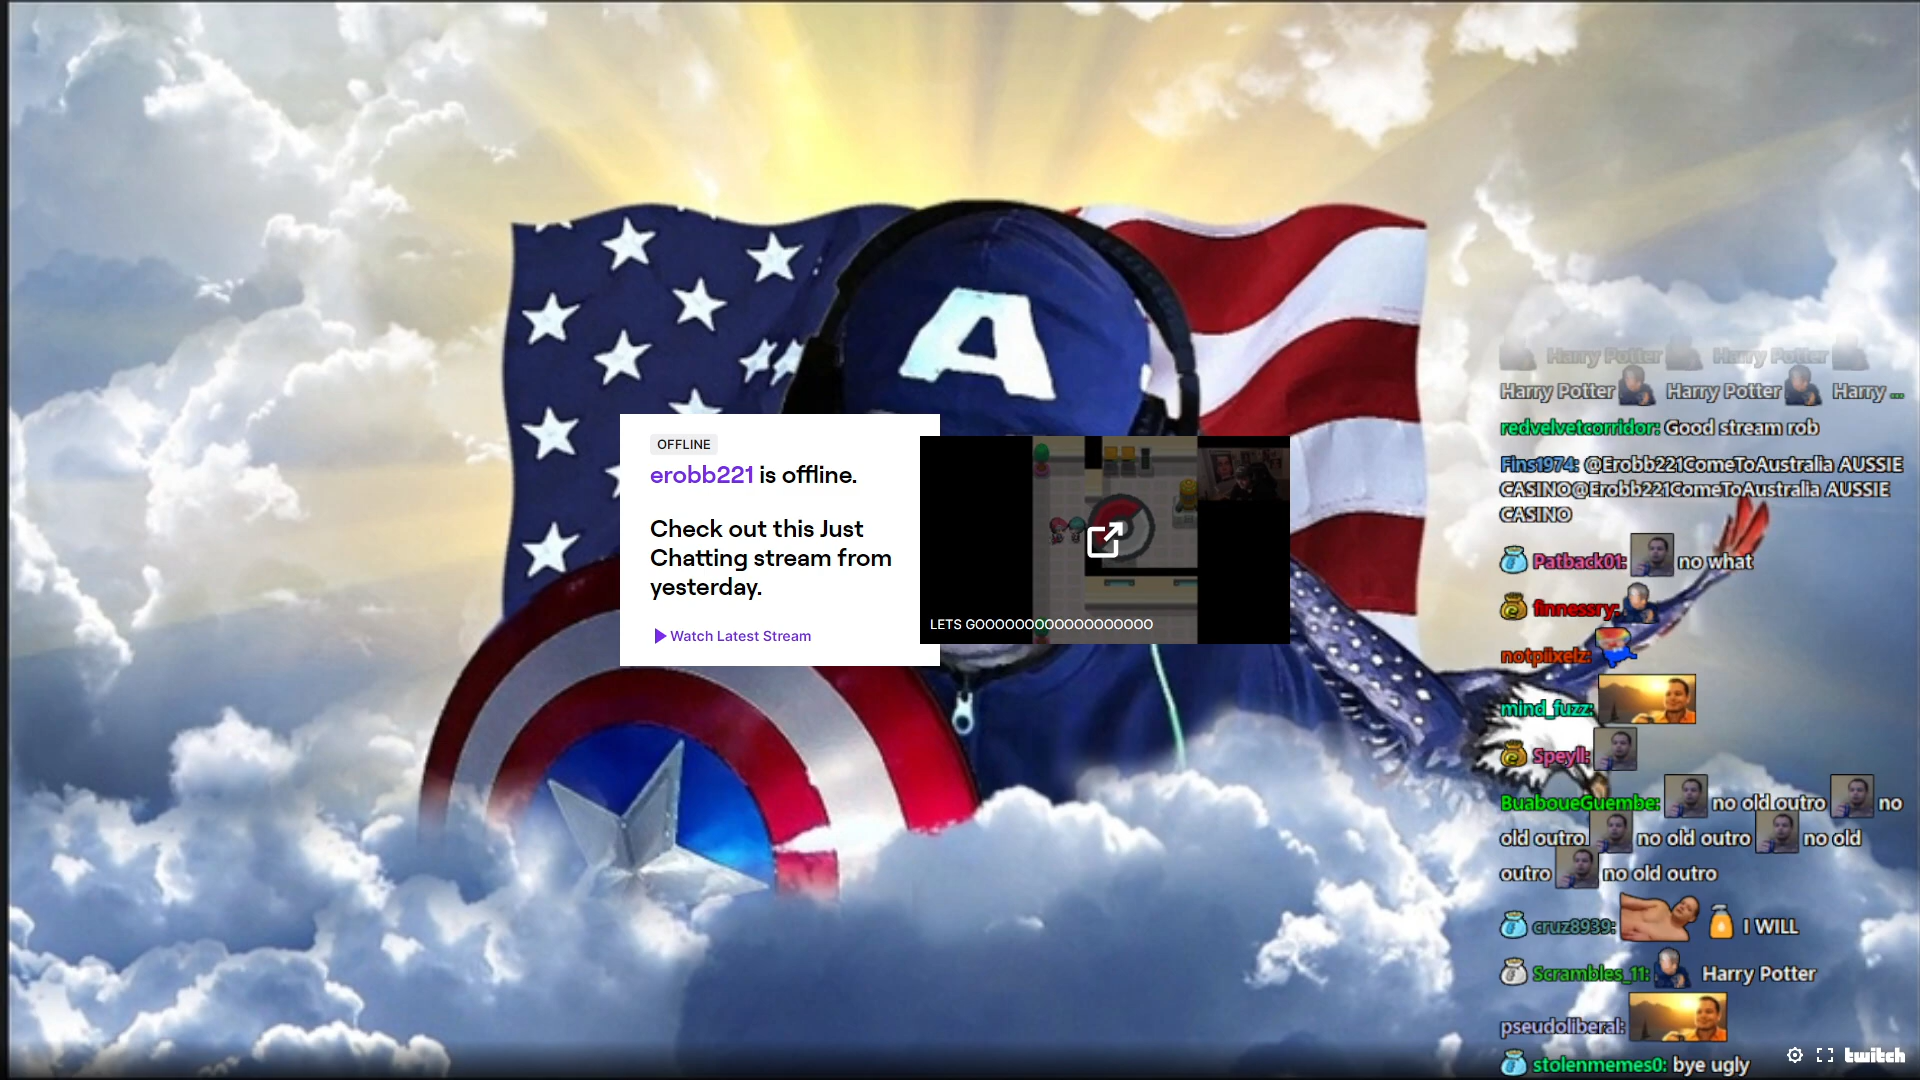 A
OFFLINE
erobb221 is offline.
Check out this Just
Chatting stream from
yesterday.
Watch Latest Stream
LETS GOOOOOOOOOOOOOOOOOO
Harry Potter Harry Potter
Harry Potter Harry Potter Harry ...
redvelvetcorridor: Good stream rob
Fins1974: @Erobb221ComeToAustralia AUSSIE
CASINO@Erobb221ComeToAustralia AUSSIE
CASINO
Patback01: no what
finnessry:
notpiixelz:
mind_fuzz:
Speyll:
BuaboueGuembe: no old outro no
old outro no old outro no old
outro no old outro
cruz8939: I WILL
Scrambles_11: Harry Potter
pseudoliberal:
stolenmemes0: bye ugly
twitch